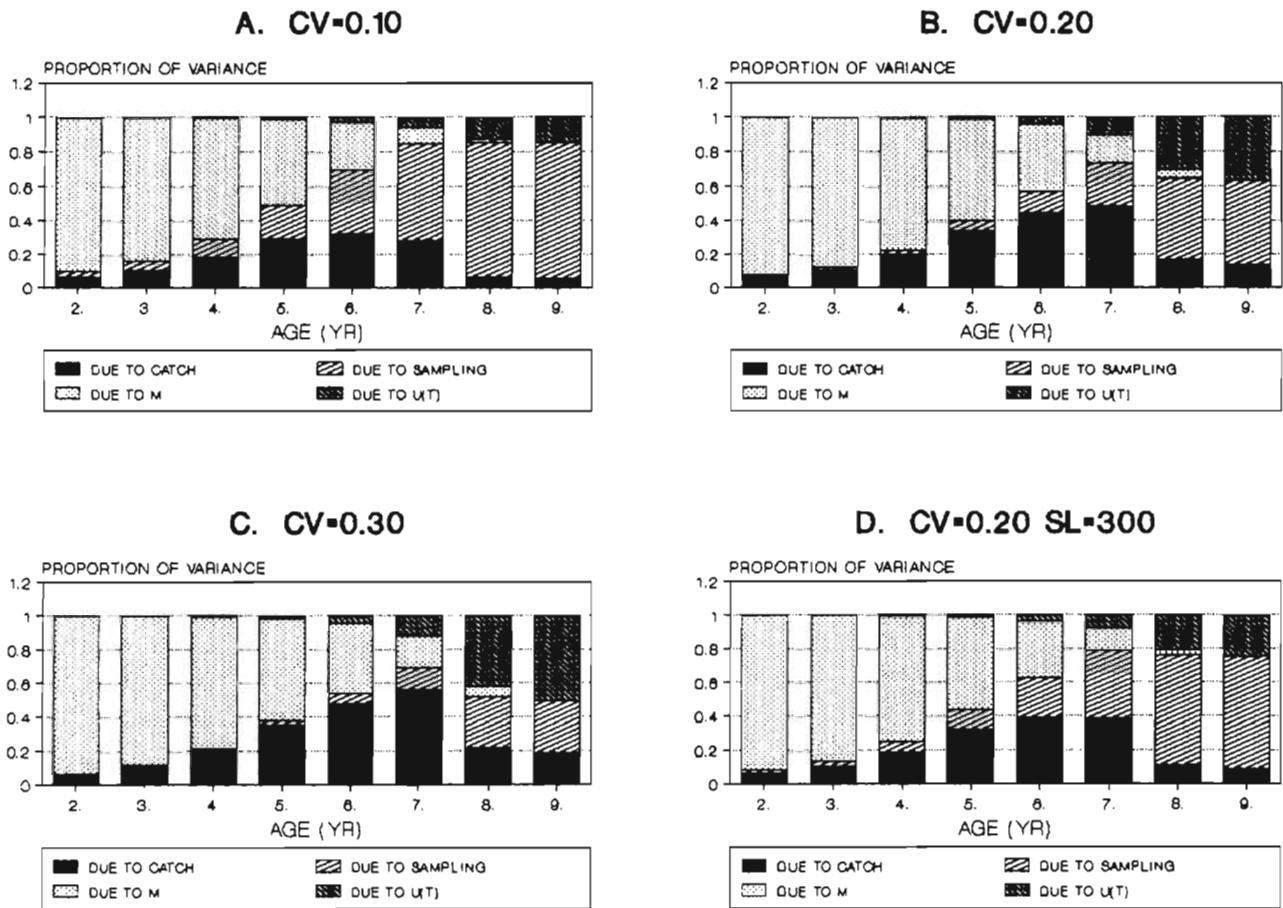 A. CV=0.10
PROPORTION OF VARIANCE
1.2
1
0.8
0.6
0.4
0.2
0
2. 3 4. 5. 6. 7. 8. 9.
AGE (YR)
DUE TO CATCH DUE TO SAMPLING
DUE TO M DUE TO U(T)
B. CV=0.20
PROPORTION OF VARIANCE
1.2
1
0.8
0.6
0.4
0.2
0
2. 3. 4. 5. 6. 7. 8. 9.
AGE (YR)
DUE TO CATCH DUE TO SAMPLING
DUE TO M DUE TO U(T)
C. CV=0.30
PROPORTION OF VARIANCE
1.2
1
0.8
0.6
0.4
0.2
0
2. 3. 4 5. 6. 7. 8. 9.
AGE (YR)
DUE TO CATCH DUE TO SAMPLING
DUE TO M DUE TO U(T)
D. CV=0.20 SL=300
PROPORTION OF VARIANCE
1.2
1
0.8
0.6
0.4
0.2
0
2. 3. 4. 5. 6. 7. 8. 9.
AGE (YR)
DUE TO CATCH DUE TO SAMPLING
DUE TO M DUE TO U(T)